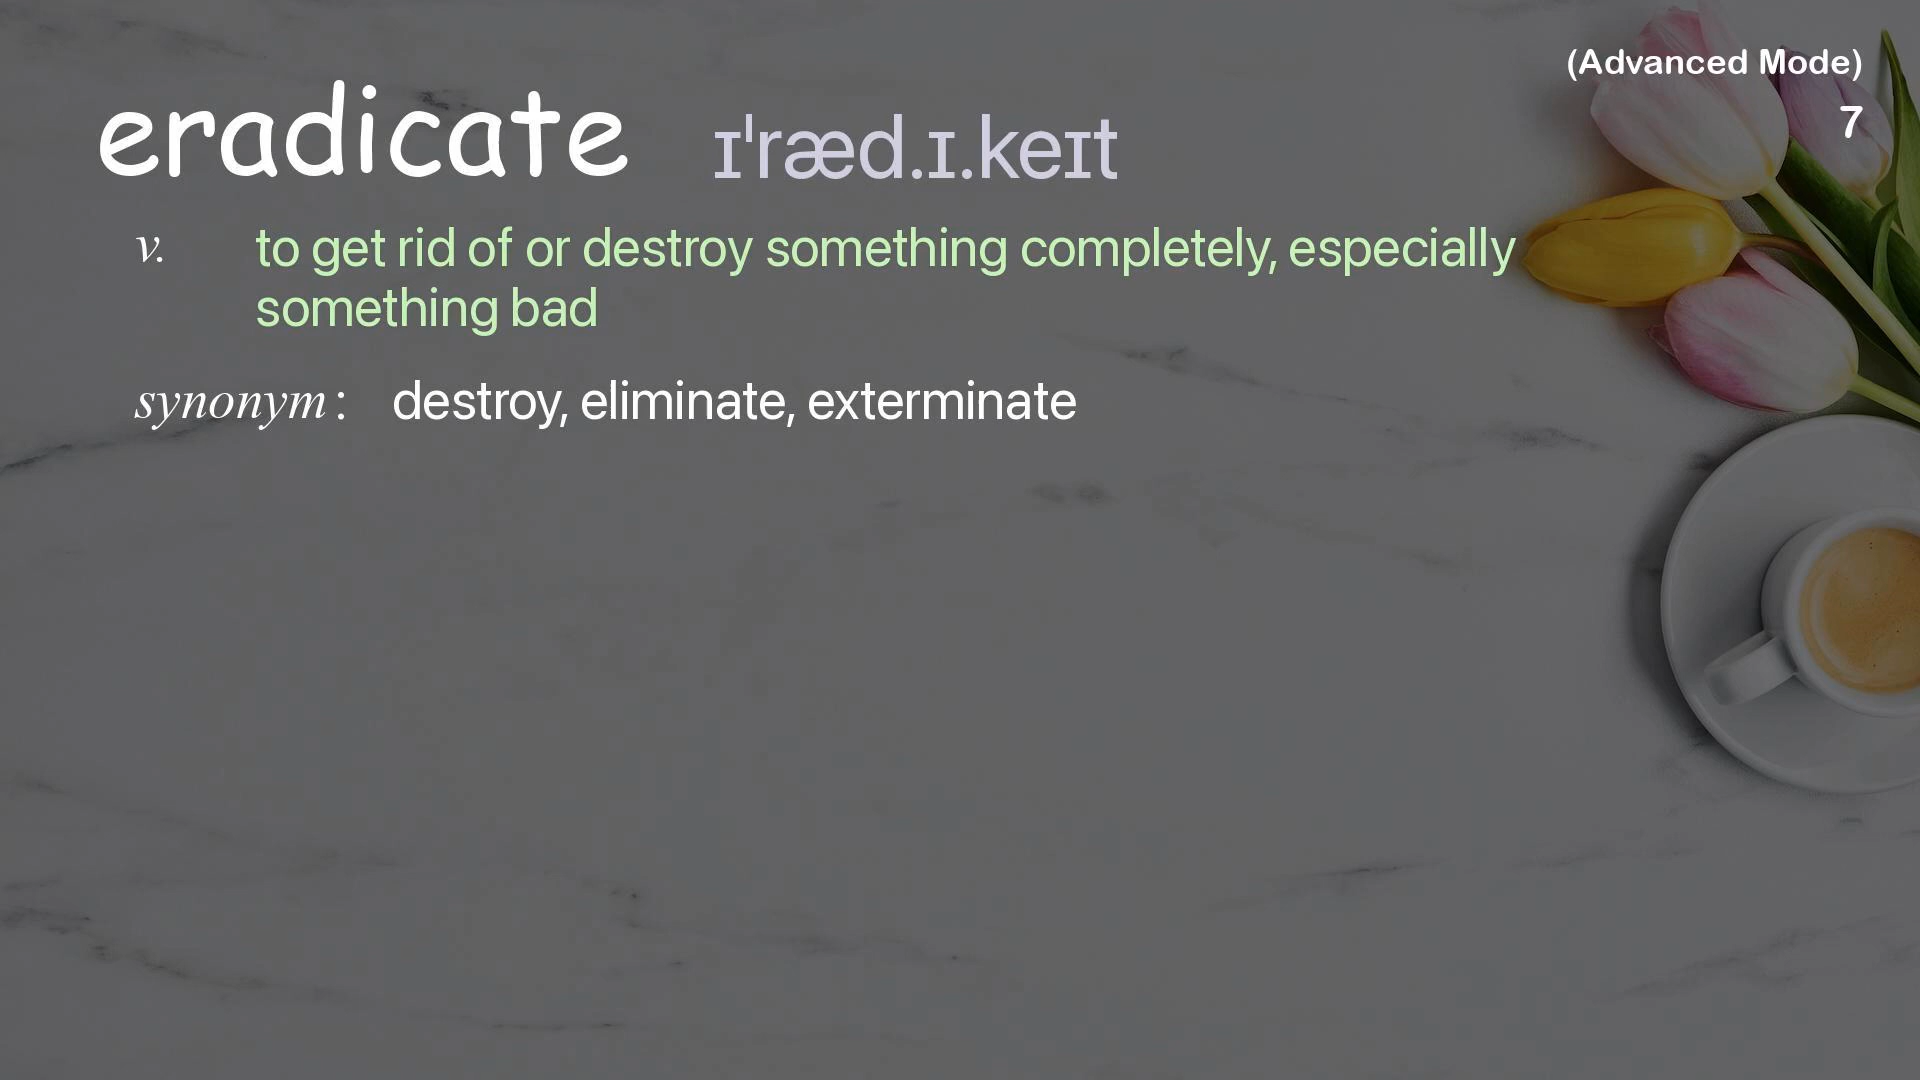 (Advanced Mode)
eradicate ɪˈræd.ɪ.keɪt
7
v. to get rid of or destroy something completely, especially
something bad
synonym : destroy, eliminate, exterminate